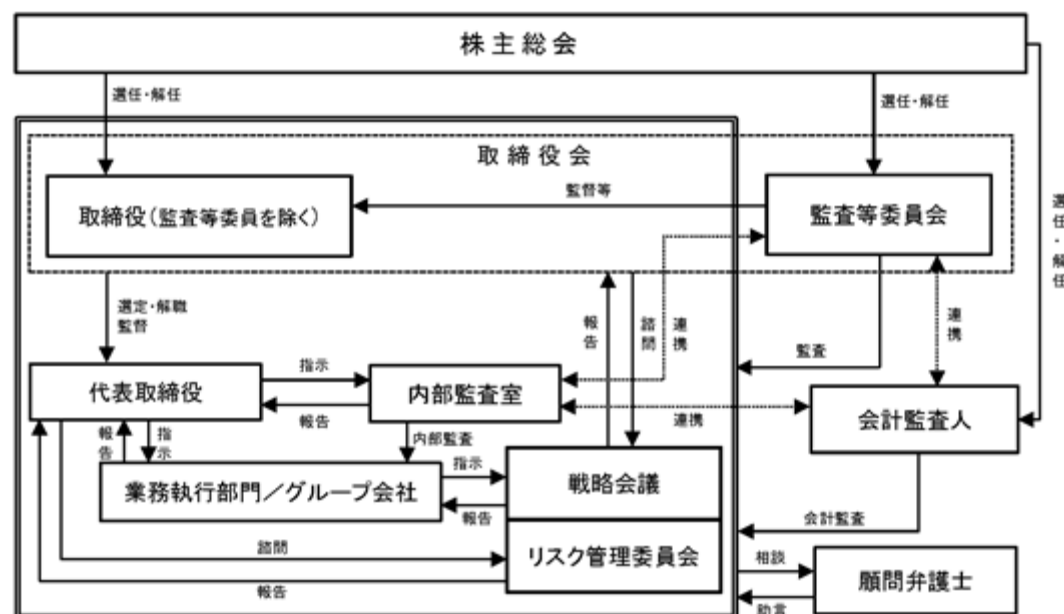 株主総会
選任・解任
選任・解任
選任・解任
取締役会
取締役(監査等委員を除く)
監督等
監査等委員会
選定・解職
監督
報告
諮問
連携
監査
連携
代表取締役
指示
報告
内部監査室
連携
会計監査人
報告
指示
内部監査
業務執行部門/グループ会社
指示
報告
戦略会議
リスク管理委員会
会計監査
諮問
報告
相談
助言
顧問弁護士